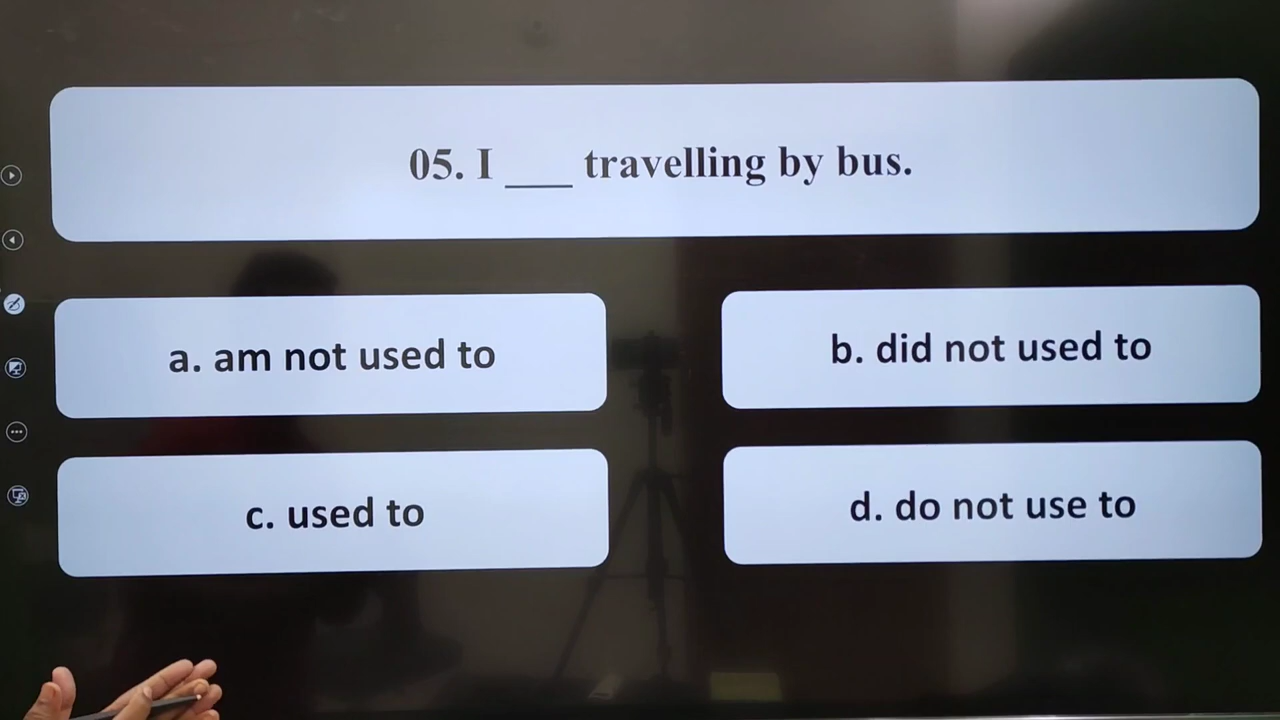 05. I ___ travelling by bus.
a. am not used to
b. did not used to
c. used to
d. do not use to